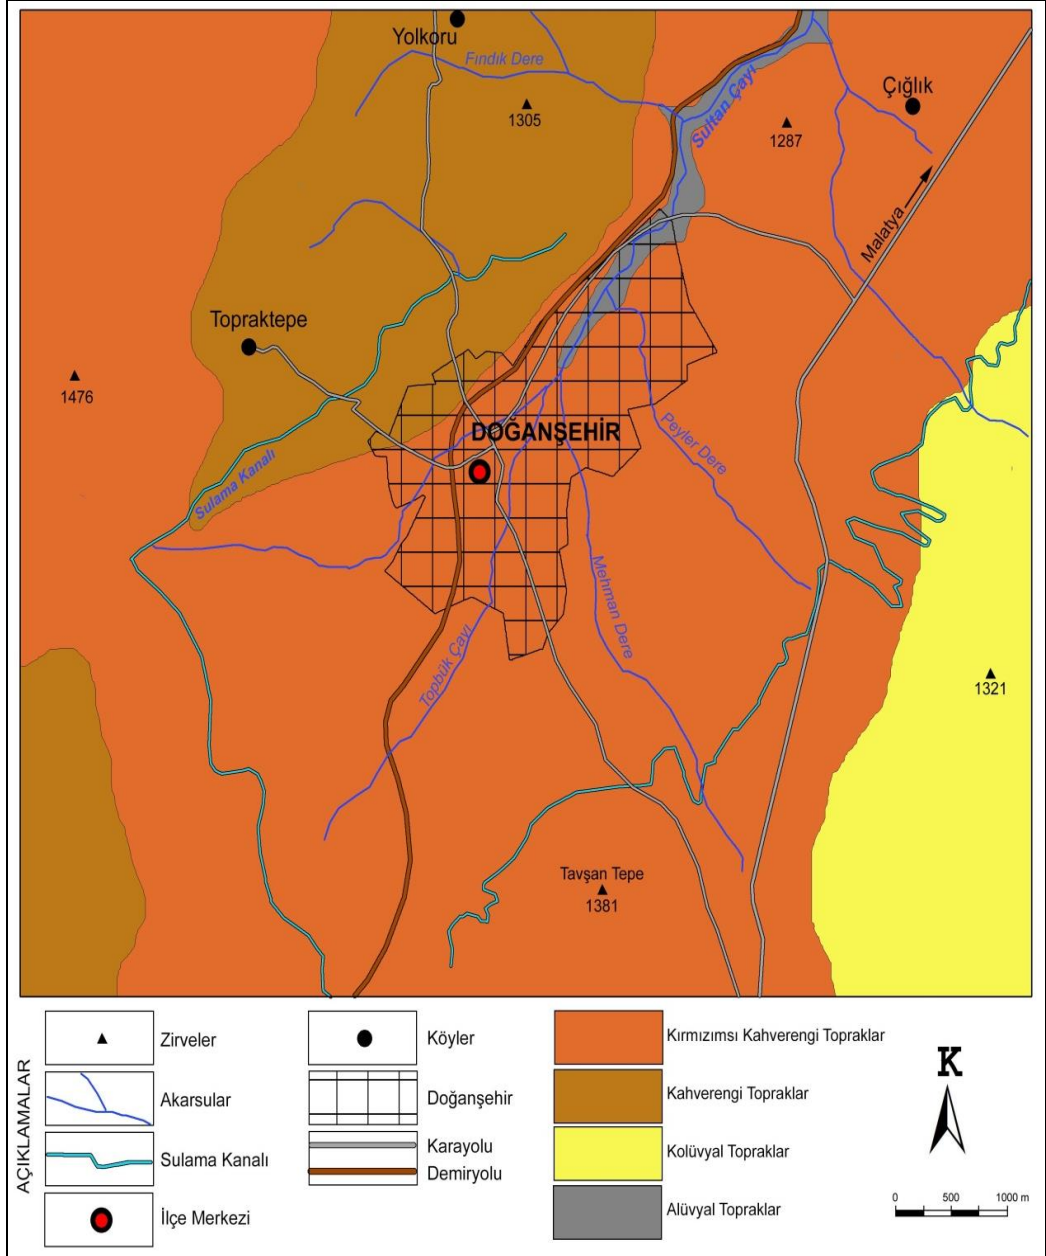 Yolkoru
Fındık Dere
1305
Sultan Çayı
1287
Çığlık
Malatya
Topraktepe
1476
DOĞANŞEHİR
Peyler Dere
Sulama Kanalı
Mehman Dere
Topbük Çayı
1321
Tavşan Tepe
1381
AÇIKLAMALAR
Zirveler
Akarsular
Sulama Kanalı
İlçe Merkezi
Köyler
Doğanşehir
Karayolu
Demiryolu
Kırmızımsı Kahverengi Topraklar
Kahverengi Topraklar
Kolüvyal Topraklar
Alüvyal Topraklar
K
0 500 1000 m